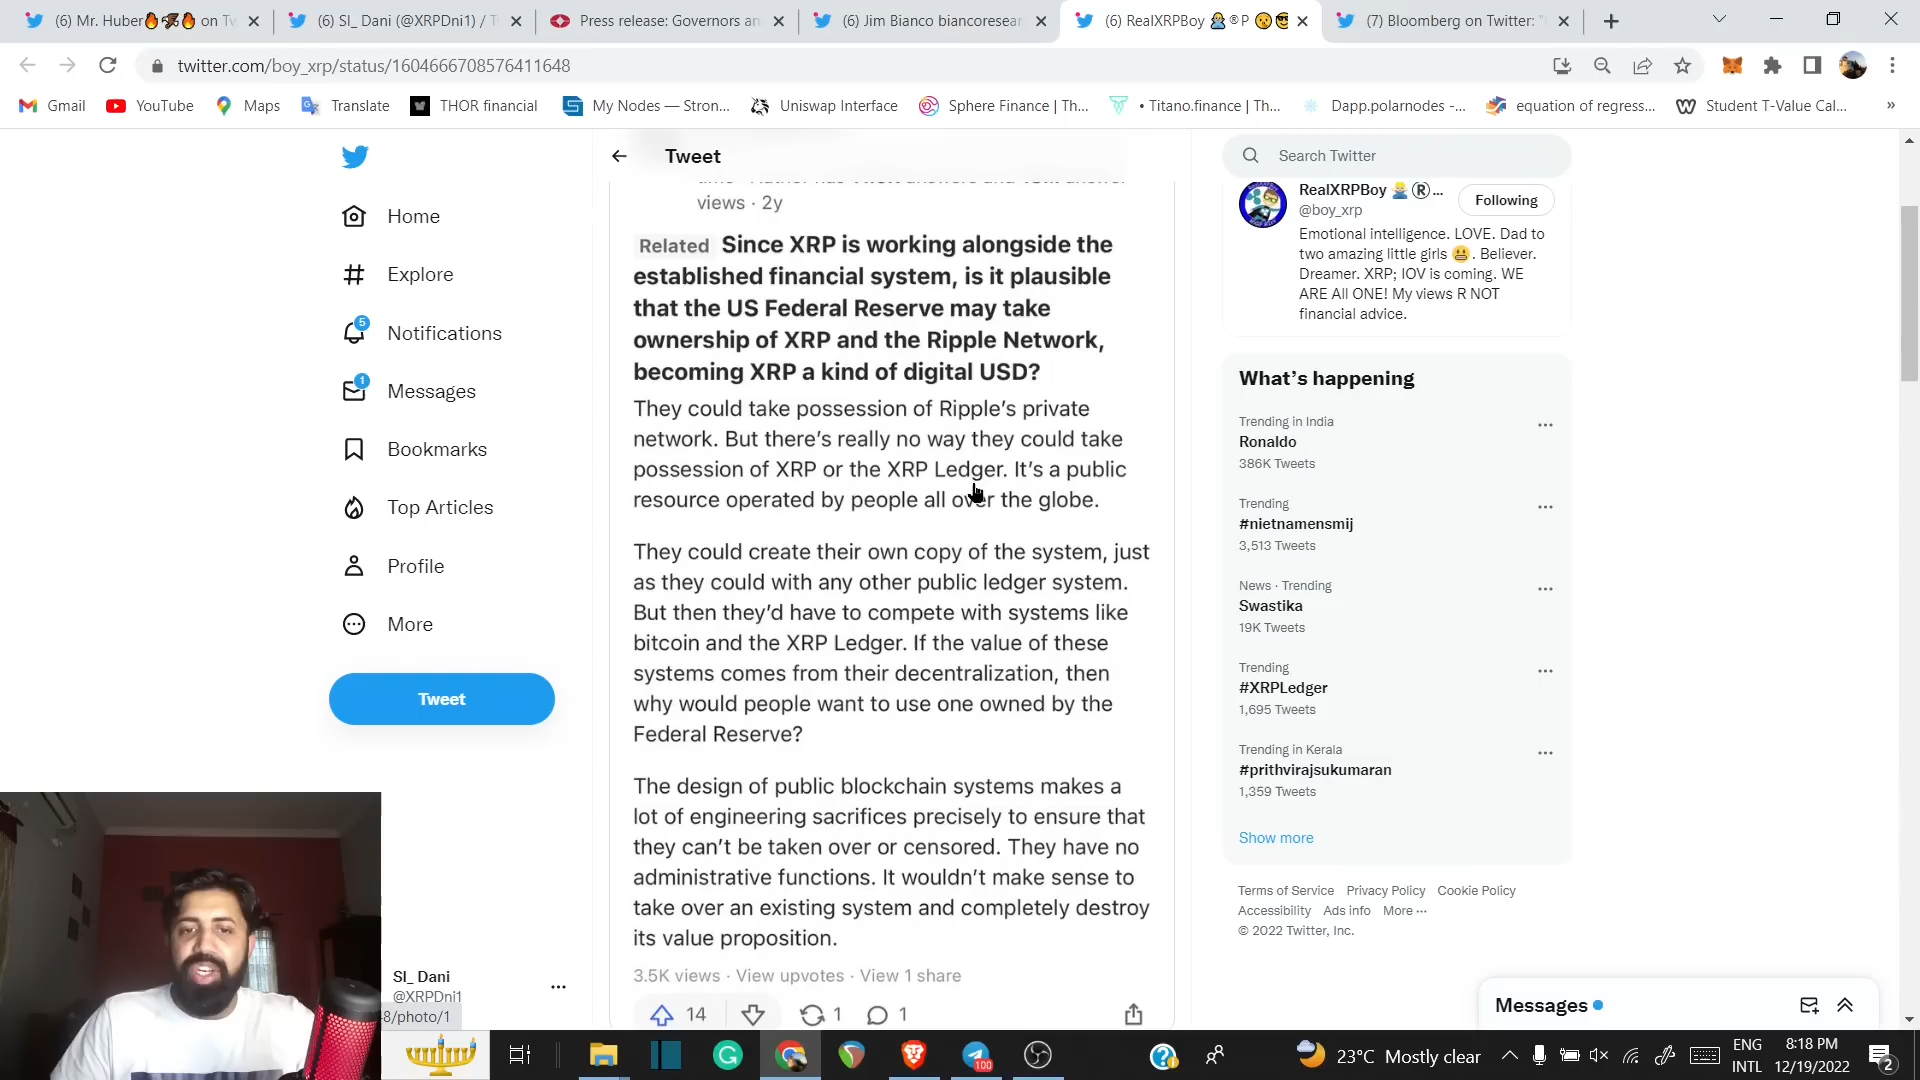 (6) Mr. Huber🔥🦅🔥 on Tw
(6) SI_ Dani (@XRPDni1) / T
Press release: Governors an
(6) Jim Bianco biancoresear
(6) RealXRPBoy ®P
(7) Bloomberg on Twitter: "
twitter.com/boy_xrp/status/1604666708576411648
Gmail
YouTube
Maps
Translate
THOR financial
My Nodes — Stron...
Uniswap Interface
Sphere Finance | Th...
• Titano.finance | Th...
Dapp.polarnodes -...
equation of regress...
Student T-Value Cal...
»
Home
Explore
5
Notifications
1
Messages
Bookmarks
Top Articles
Profile
More
Tweet
SI_ Dani
@XRPDni1
8/photo/1
Tweet
views · 2y
Related Since XRP is working alongside the
established financial system, is it plausible
that the US Federal Reserve may take
ownership of XRP and the Ripple Network,
becoming XRP a kind of digital USD?
They could take possession of Ripple’s private
network. But there’s really no way they could take
possession of XRP or the XRP Ledger. It’s a public
resource operated by people all over the globe.
They could create their own copy of the system, just
as they could with any other public ledger system.
But then they’d have to compete with systems like
bitcoin and the XRP Ledger. If the value of these
systems comes from their decentralization, then
why would people want to use one owned by the
Federal Reserve?
The design of public blockchain systems makes a
lot of engineering sacrifices precisely to ensure that
they can’t be taken over or censored. They have no
administrative functions. It wouldn’t make sense to
take over an existing system and completely destroy
its value proposition.
3.5K views · View upvotes · View 1 share
14
1
1
Search Twitter
RealXRPBoy ®...
@boy_xrp
Following
Emotional intelligence. LOVE. Dad to
two amazing little girls 😬. Believer.
Dreamer. XRP; IOV is coming. WE
ARE All ONE! My views R NOT
financial advice.
What’s happening
Trending in India
Ronaldo
386K Tweets
Trending
#nietnamensmij
3,513 Tweets
News · Trending
Swastika
19K Tweets
Trending
#XRPLedger
1,695 Tweets
Trending in Kerala
#prithvirajsukumaran
1,359 Tweets
Show more
Terms of Service Privacy Policy Cookie Policy
Accessibility Ads info More ···
© 2022 Twitter, Inc.
Messages
100
23°C Mostly clear
ENG
INTL
8:18 PM
12/19/2022
2